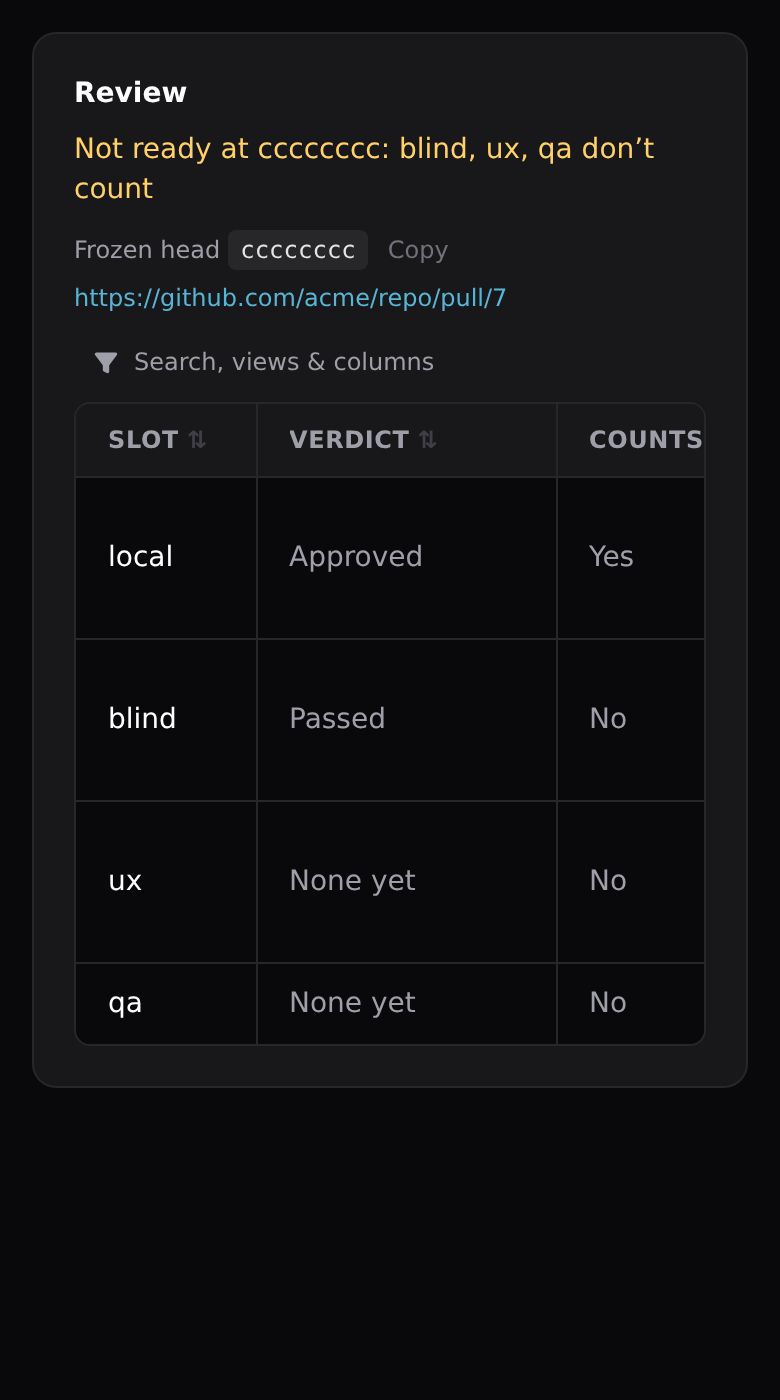 Review
Not ready at cccccccc: blind, ux, qa don’t
count
Frozen head cccccccc Copy
https://github.com/acme/repo/pull/7
Search, views & columns
SLOT ⇅ VERDICT ⇅ COUNTS
local Approved Yes
blind Passed No
ux None yet No
qa None yet No